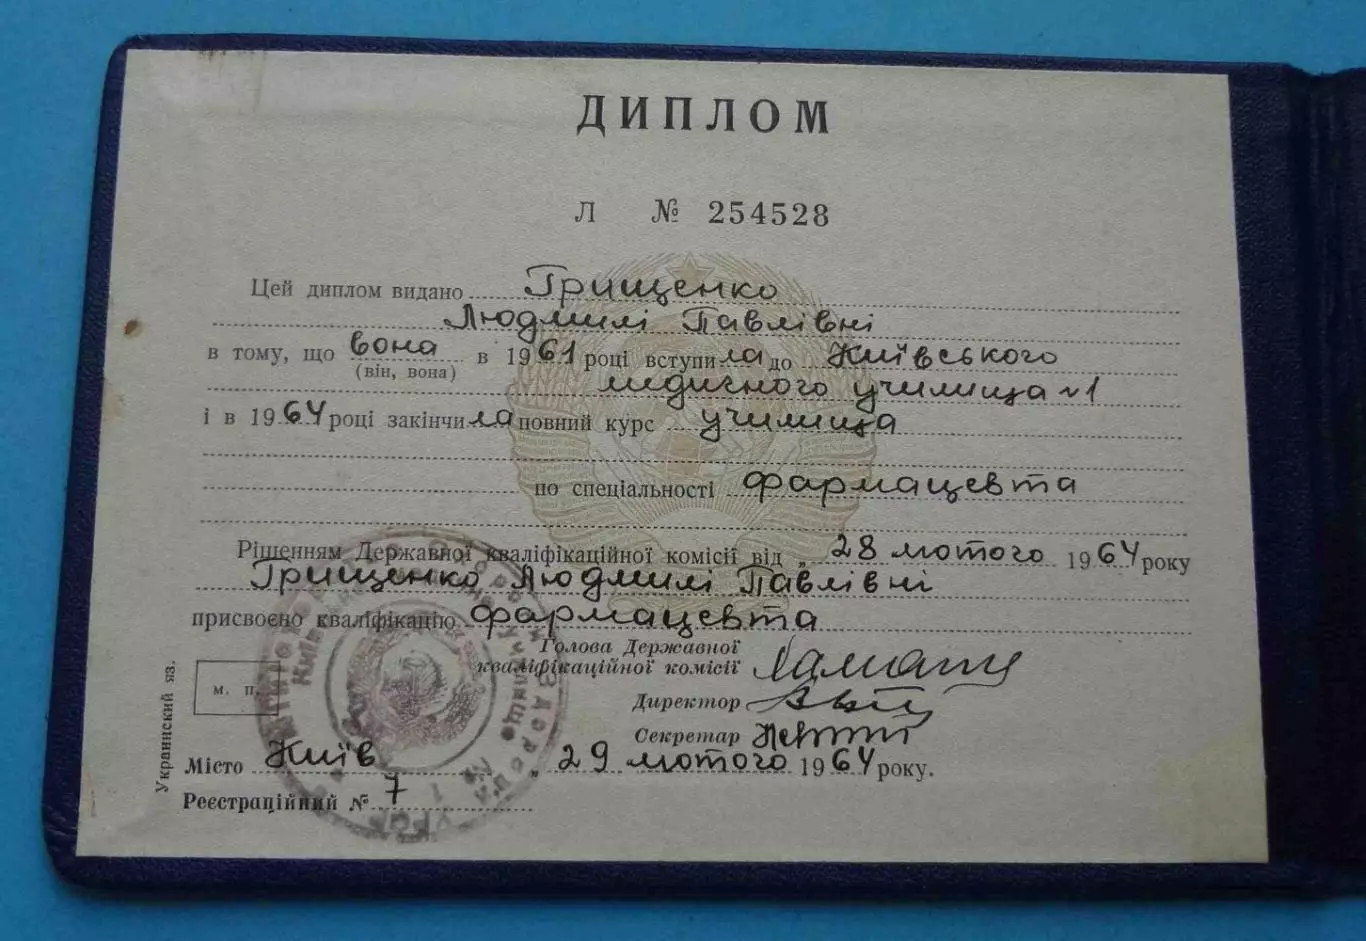 ДИПЛОМ
Л № 254528
Цей диплом видано Грищенко
Людмилі Павлівні
в тому, що вона в 1961 році вступила до Київського
(він, вона)
медичного училища №1
і в 1964 році закінчила повний курс училища
по спеціальності фармацевта
Рішенням Державної кваліфікаційної комісії від „28 лютого 1964 року
Грищенко Людмилі Павлівні
присвоєно кваліфікацію фармацевта
Голова Державної
кваліфікаційної комісії
м. п.
Директор
Секретар
Місто Київ „29 лютого 1964 року.
Реєстраційний № 7
Украинский яз.